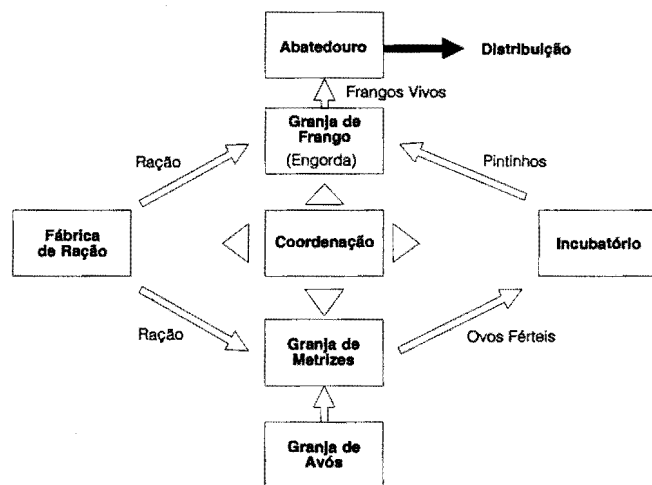 Abatedouro
Distribuição
Frangos Vivos
Granja de
Frango
(Engorda)
Ração
Pintinhos
Fábrica
de Ração
Coordenação
Incubatório
Ração
Granja de
Metrizes
Ovos Férteis
Granja de
Avós